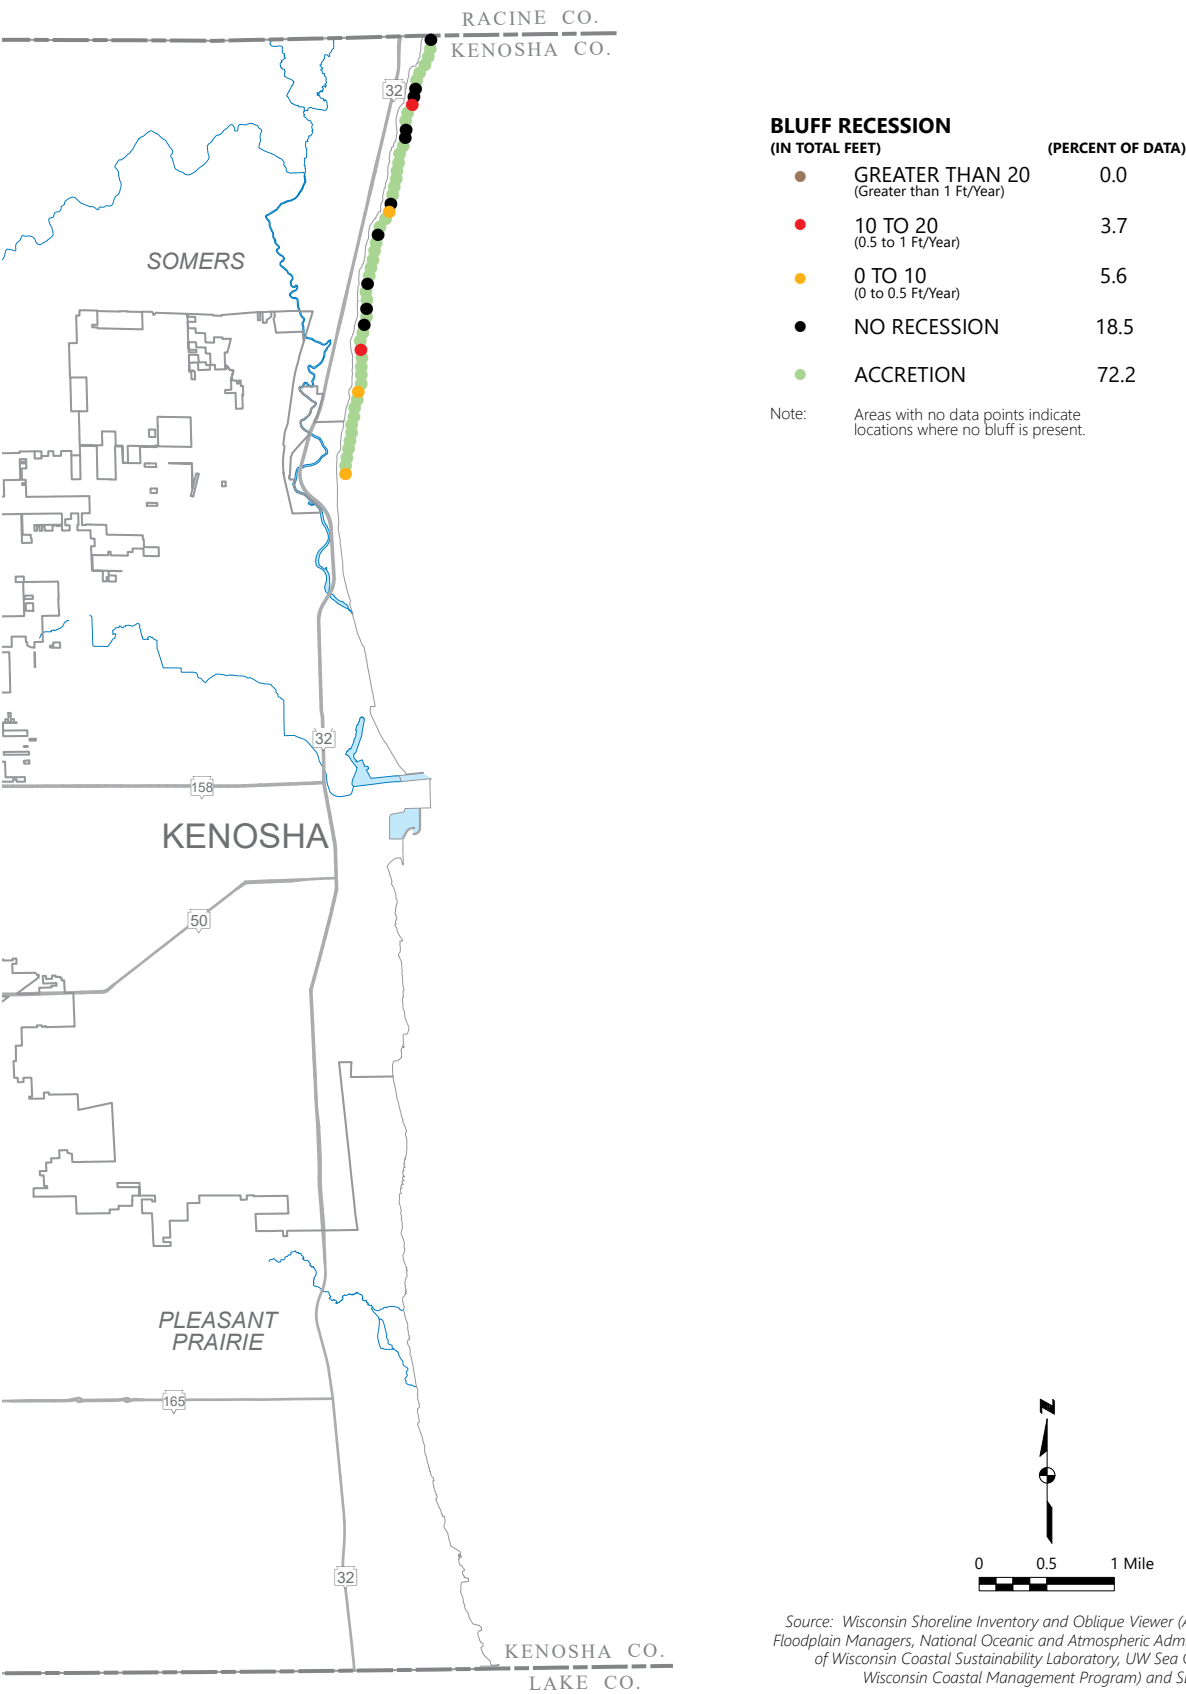 RACINE CO.
KENOSHA CO.
32
SOMERS
BLUFF RECESSION
(IN TOTAL FEET) (PERCENT OF DATA)
GREATER THAN 20 0.0
(Greater than 1 Ft/Year)
10 TO 20 3.7
(0.5 to 1 Ft/Year)
0 TO 10 5.6
(0 to 0.5 Ft/Year)
NO RECESSION 18.5
ACCRETION 72.2
Note: Areas with no data points indicate
locations where no bluff is present.
32
158
KENOSHA
50
PLEASANT
PRAIRIE
165
32
N
0 0.5 1 Mile
Source: Wisconsin Shoreline Inventory and Oblique Viewer
Floodplain Managers, National Oceanic and Atmospheric
of Wisconsin Coastal Sustainability Laboratory, UW Sea
Wisconsin Coastal Management Program) and
KENOSHA CO.
LAKE CO.